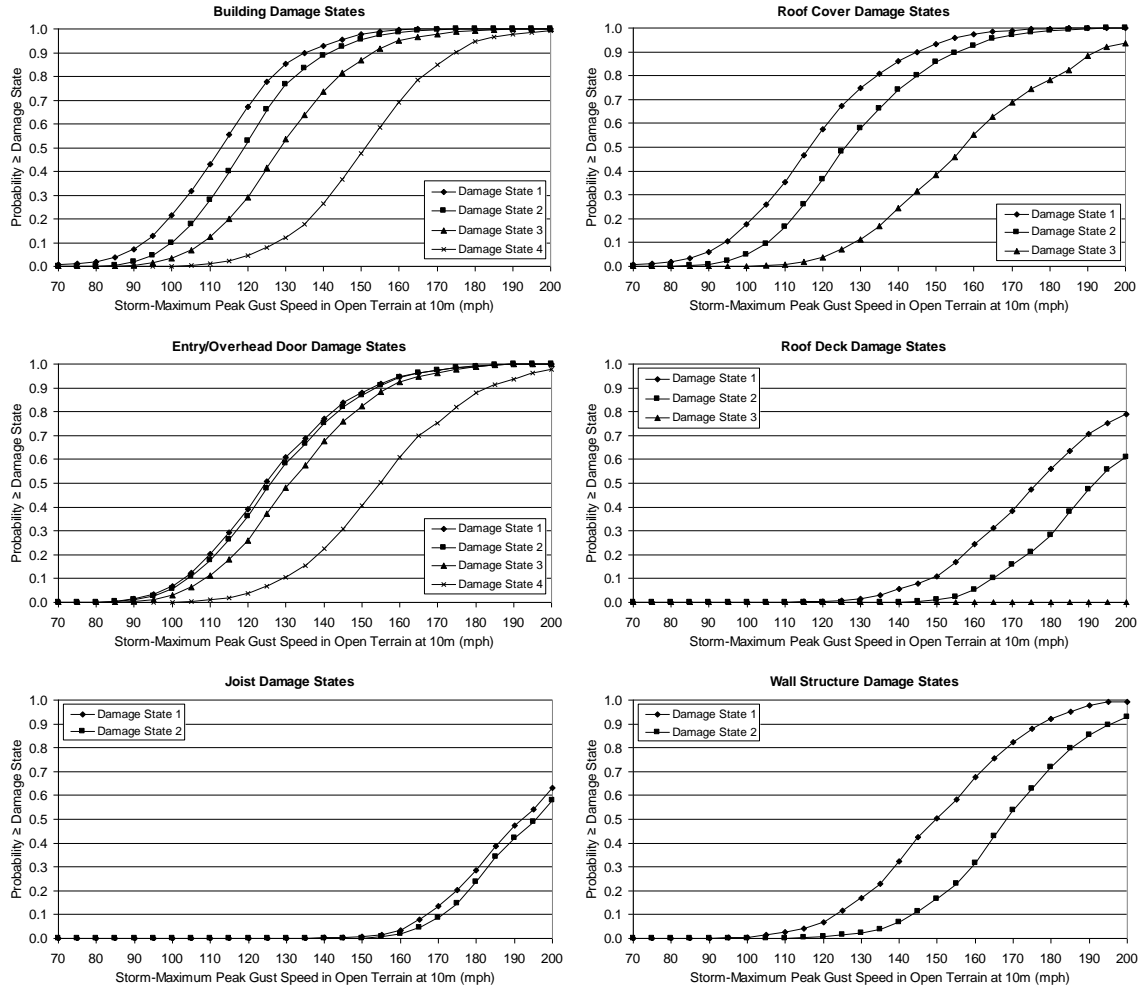 Building Damage States
Probability ≥ Damage State
1.0
0.9
0.8
0.7
0.6
0.5
0.4
0.3
0.2
0.1
0.0
Damage State 1
Damage State 2
Damage State 3
Damage State 4
70 80 90 100 110 120 130 140 150 160 170 180 190 200
Storm-Maximum Peak Gust Speed in Open Terrain at 10m (mph)
Roof Cover Damage States
Probability ≥ Damage State
1.0
0.9
0.8
0.7
0.6
0.5
0.4
0.3
0.2
0.1
0.0
Damage State 1
Damage State 2
Damage State 3
70 80 90 100 110 120 130 140 150 160 170 180 190 200
Storm-Maximum Peak Gust Speed in Open Terrain at 10m (mph)
Entry/Overhead Door Damage States
Probability ≥ Damage State
1.0
0.9
0.8
0.7
0.6
0.5
0.4
0.3
0.2
0.1
0.0
Damage State 1
Damage State 2
Damage State 3
Damage State 4
70 80 90 100 110 120 130 140 150 160 170 180 190 200
Storm-Maximum Peak Gust Speed in Open Terrain at 10m (mph)
Roof Deck Damage States
Probability ≥ Damage State
1.0
0.9
0.8
0.7
0.6
0.5
0.4
0.3
0.2
0.1
0.0
Damage State 1
Damage State 2
Damage State 3
70 80 90 100 110 120 130 140 150 160 170 180 190 200
Storm-Maximum Peak Gust Speed in Open Terrain at 10m (mph)
Joist Damage States
Probability ≥ Damage State
1.0
0.9
0.8
0.7
0.6
0.5
0.4
0.3
0.2
0.1
0.0
Damage State 1
Damage State 2
70 80 90 100 110 120 130 140 150 160 170 180 190 200
Storm-Maximum Peak Gust Speed in Open Terrain at 10m (mph)
Wall Structure Damage States
Probability ≥ Damage State
1.0
0.9
0.8
0.7
0.6
0.5
0.4
0.3
0.2
0.1
0.0
Damage State 1
Damage State 2
70 80 90 100 110 120 130 140 150 160 170 180 190 200
Storm-Maximum Peak Gust Speed in Open Terrain at 10m (mph)